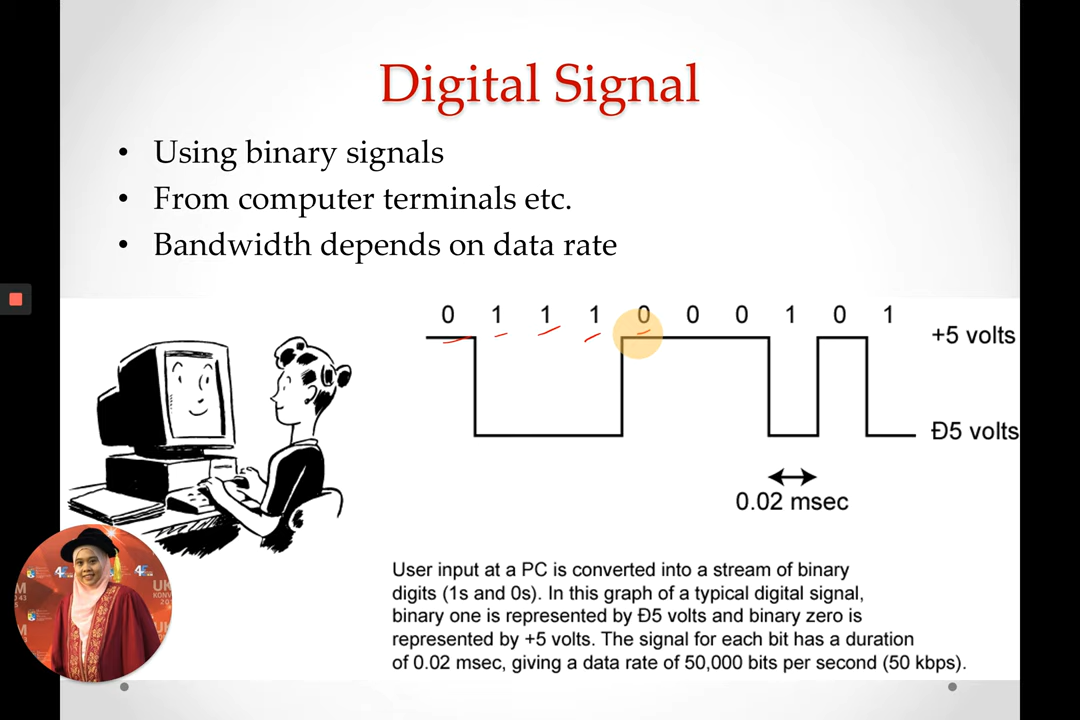 Digital Signal
• Using binary signals
• From computer terminals etc.
• Bandwidth depends on data rate
0 1 1 1 0 0 0 1 0 1
+5 volts
Ð5 volts
0.02 msec
User input at a PC is converted into a stream of binary
digits (1s and 0s). In this graph of a typical digital signal,
binary one is represented by Ð5 volts and binary zero is
represented by +5 volts. The signal for each bit has a duration
of 0.02 msec, giving a data rate of 50,000 bits per second (50 kbps).